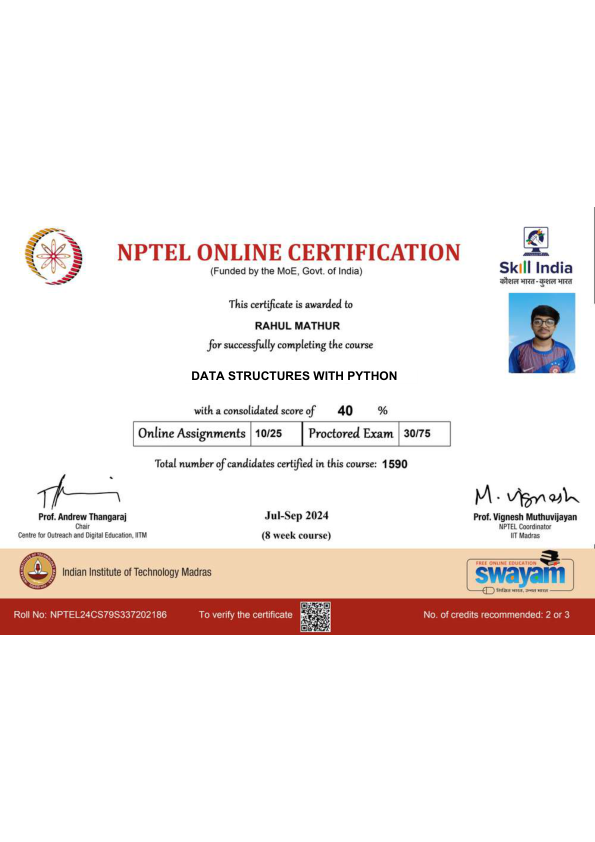 NPTEL ONLINE CERTIFICATION
(Funded by the MoE, Govt. of India)
Skill India
कौशल भारत - कुशल भारत
This certificate is awarded to
RAHUL MATHUR
for successfully completing the course
DATA STRUCTURES WITH PYTHON
with a consolidated score of 40 %
Online Assignments 10/25 Proctored Exam 30/75
Total number of candidates certified in this course: 1590
M. Vignesh
Prof. Andrew Thangaraj
Chair
Centre for Outreach and Digital Education, IITM
Jul-Sep 2024
(8 week course)
Prof. Vignesh Muthuvijayan
NPTEL Coordinator
IIT Madras
Indian Institute of Technology Madras
FREE ONLINE EDUCATION
swayam
शिक्षित भारत, उन्नत भारत
Roll No: NPTEL24CS79S337202186 To verify the certificate No. of credits recommended: 2 or 3